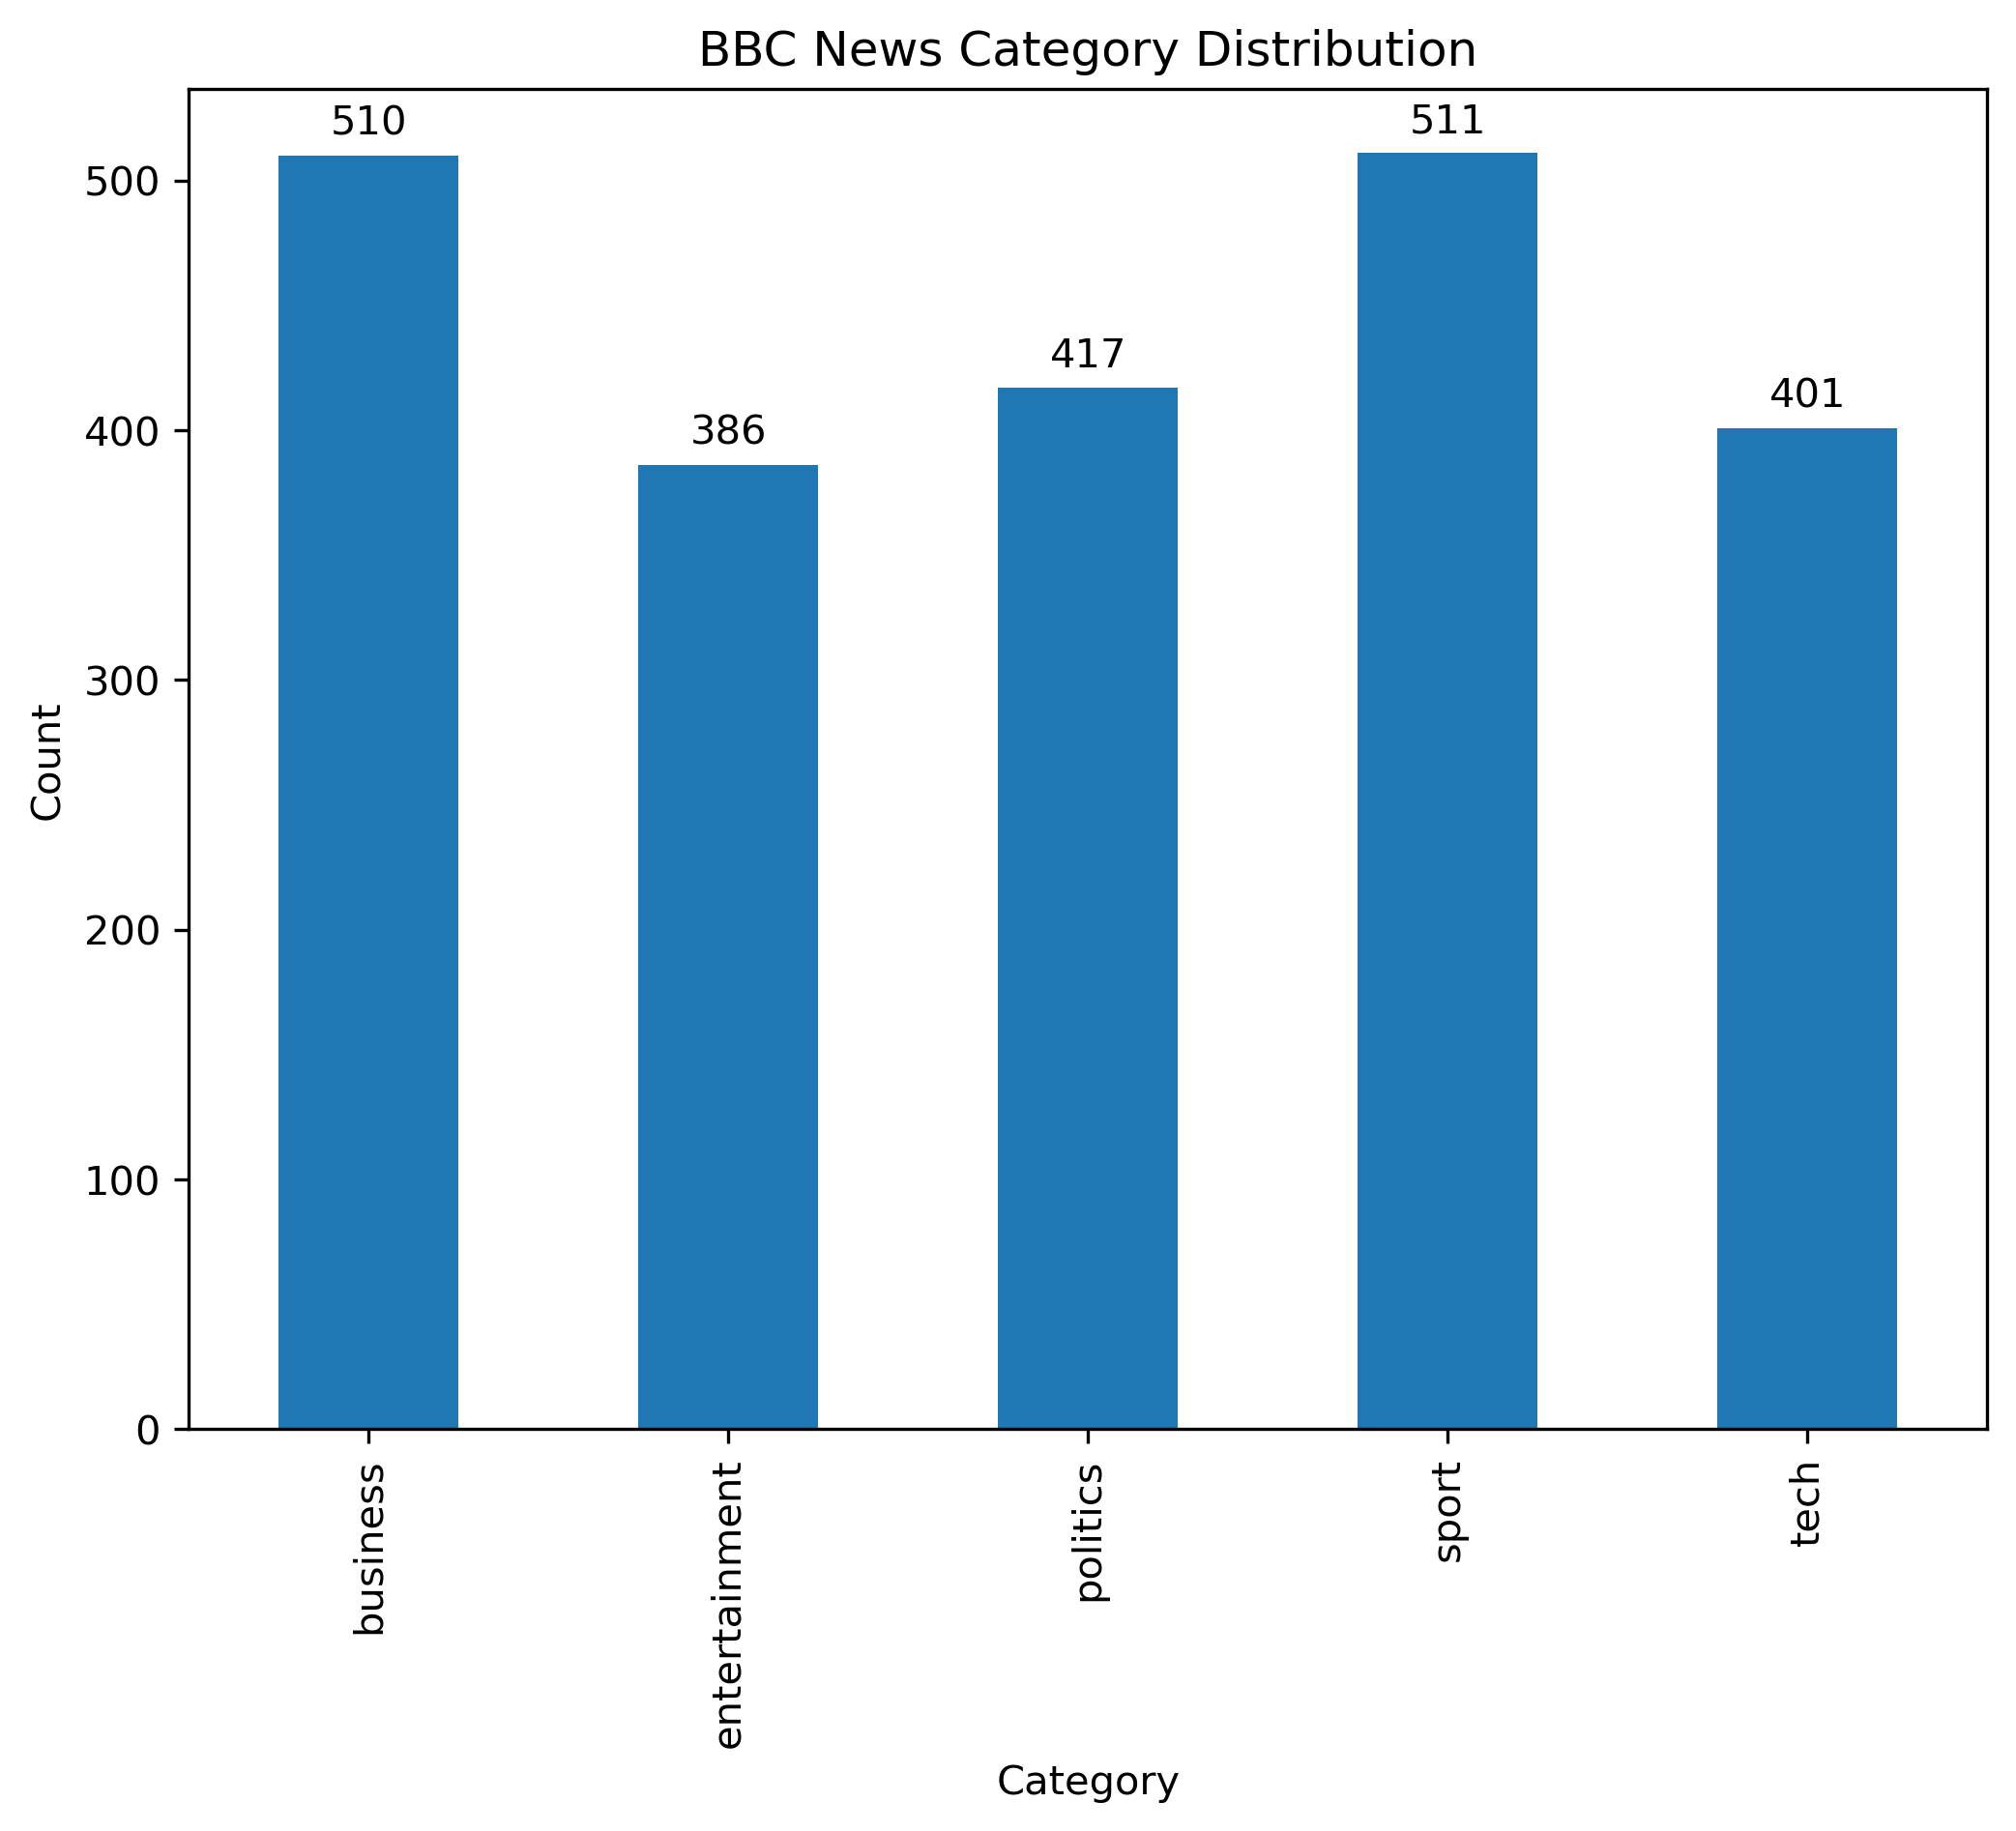 BBC News Category Distribution
510
511
500
417
401
400
386
300
Count
200
100
0
business
entertainment
politics
sport
tech
Category